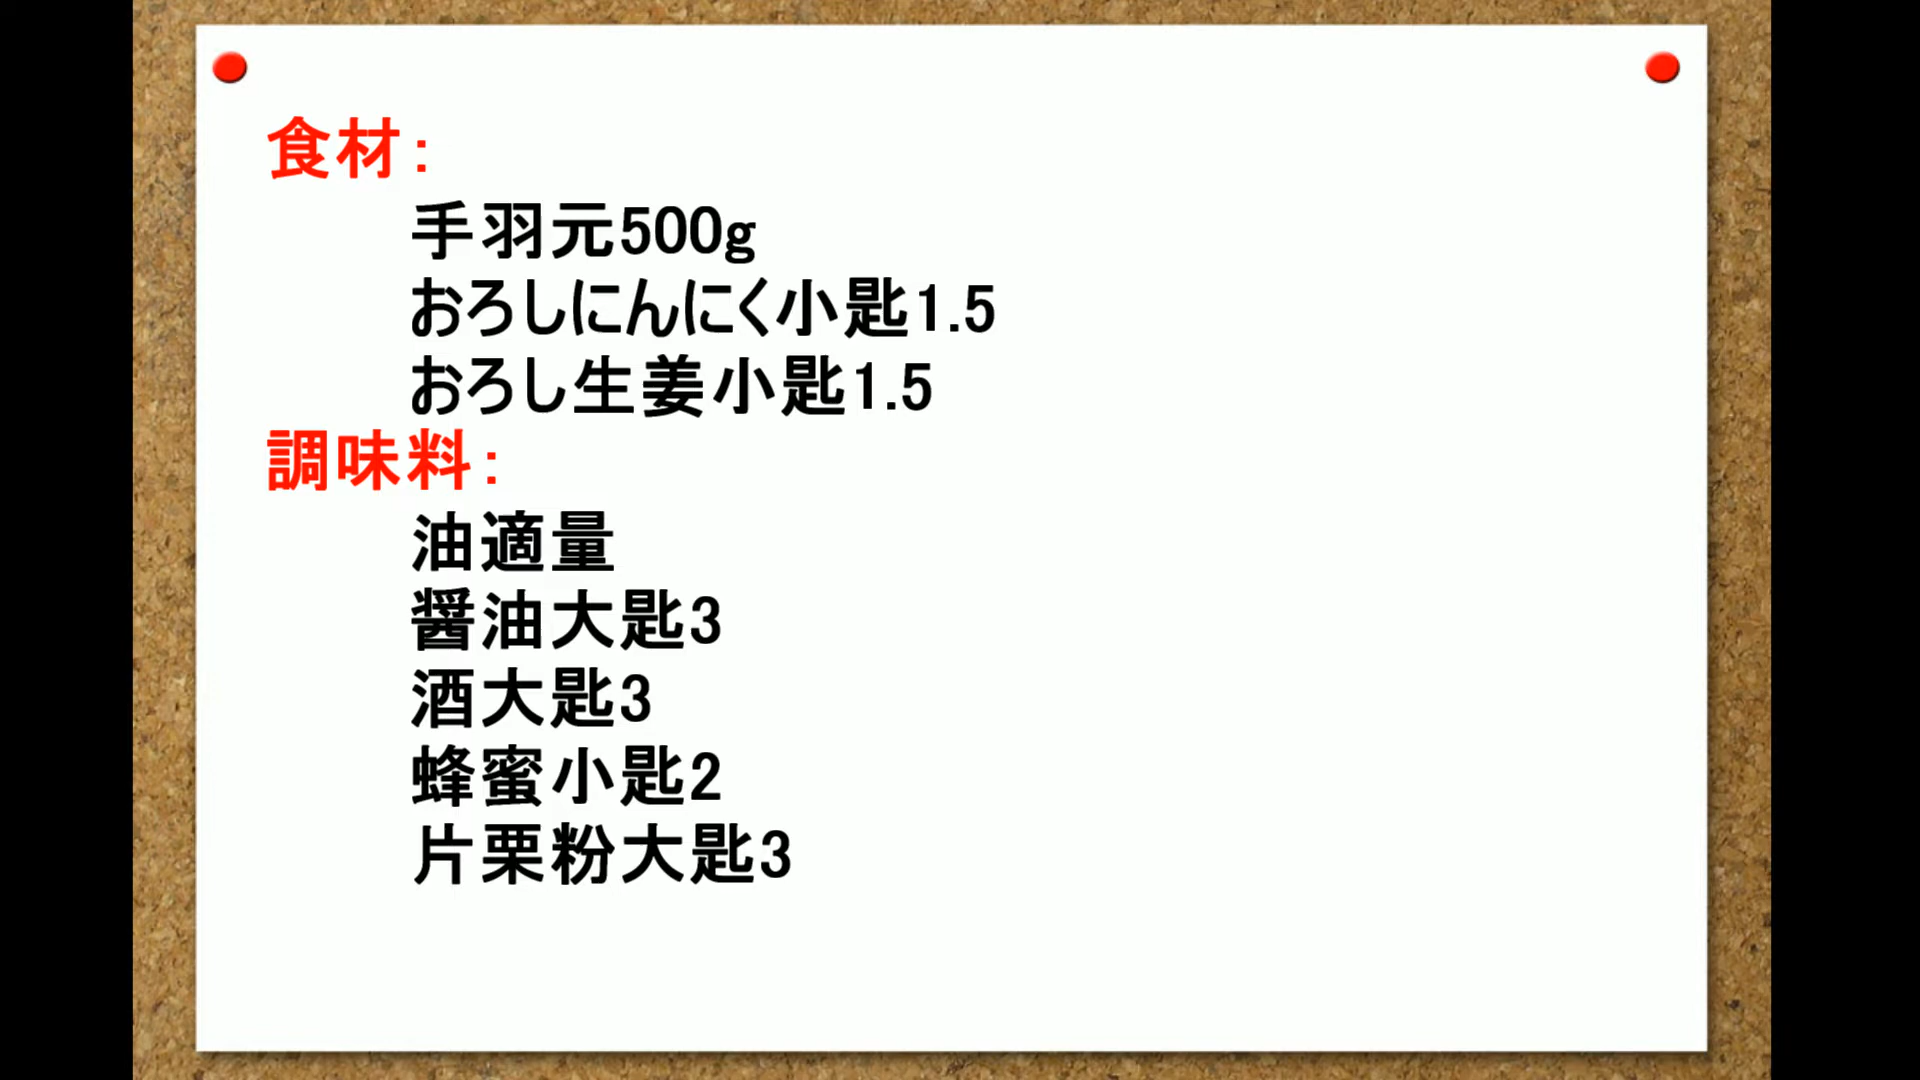 食材：
手羽元500g
おろしにんにく小匙1.5
おろし生姜小匙1.5
調味料：
油適量
醤油大匙3
酒大匙3
蜂蜜小匙2
片栗粉大匙3